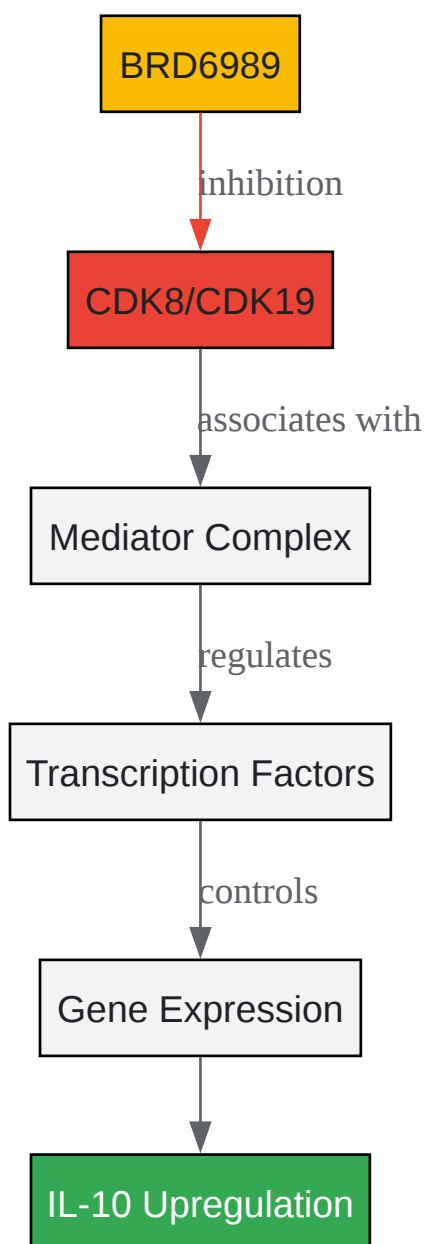 BRD6989
inhibition
CDK8/CDK19
associates with
Mediator Complex
regulates
Transcription Factors
controls
Gene Expression
IL-10 Upregulation